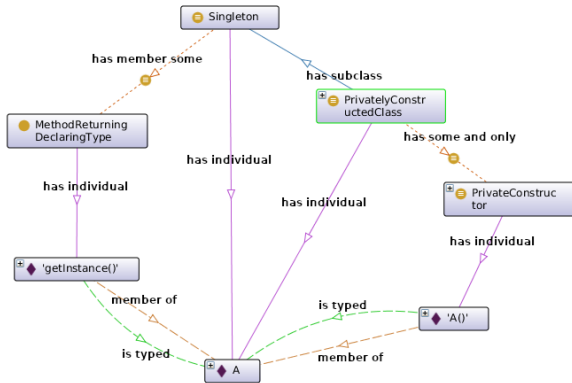 Singleton
has member some
has subclass
MethodReturning
DeclaringType
PrivatelyConstr
uctedClass
has some and only
has individual
has individual
has individual
PrivateConstruc
tor
has individual
'getInstance()'
member of
is typed
is typed
'A()'
member of
A